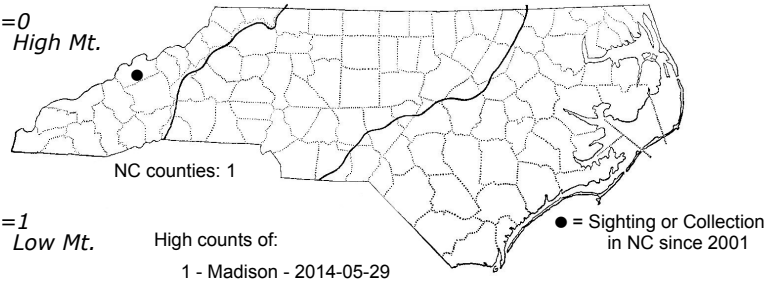 =0
High Mt.
NC counties: 1
=1
Low Mt.
High counts of:
1 - Madison - 2014-05-29
● = Sighting or Collection
in NC since 2001